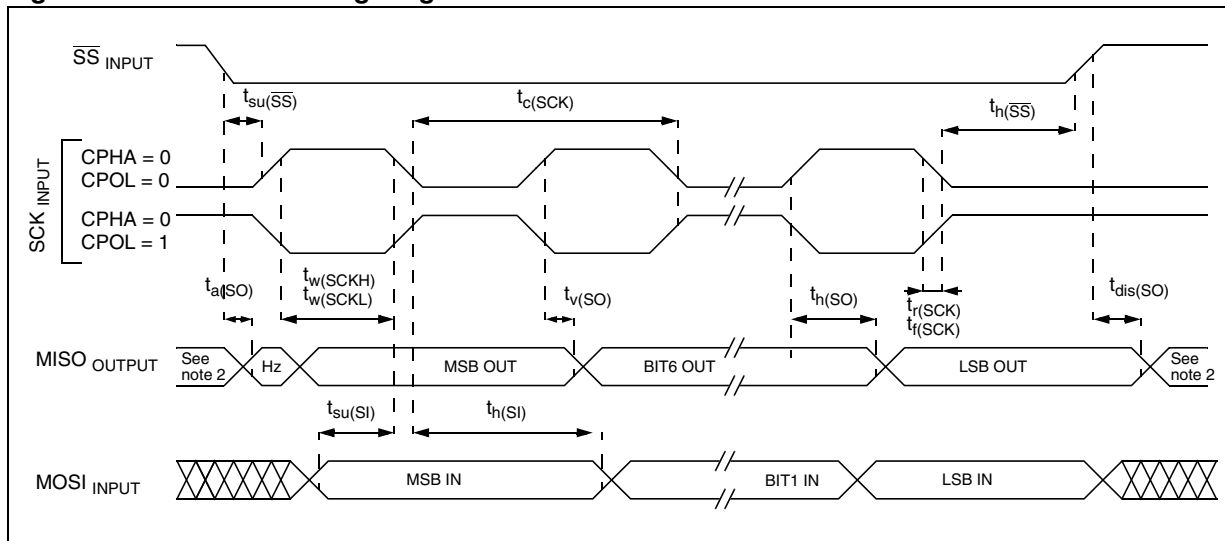 SS INPUT
tsu(SS)
tc(SCK)
th(SS)
SCK INPUT
CPHA = 0
CPOL = 0
CPHA = 0
CPOL = 1
ta(SO)
tw(SCKH)
tw(SCKL)
tv(SO)
th(SO)
tr(SCK)
tf(SCK)
tdis(SO)
MISO OUTPUT
See
note 2
Hz
MSB OUT
BIT6 OUT
LSB OUT
See
note 2
tsu(SI)
th(SI)
MOSI INPUT
MSB IN
BIT1 IN
LSB IN